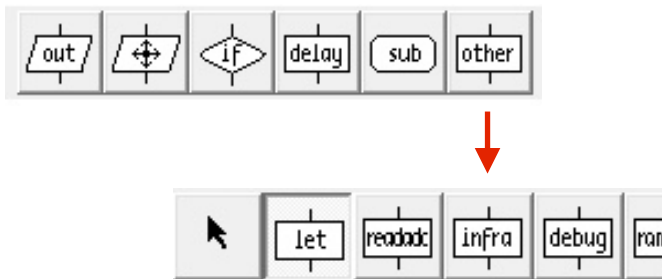 out if delay sub other
let readadc infra debug